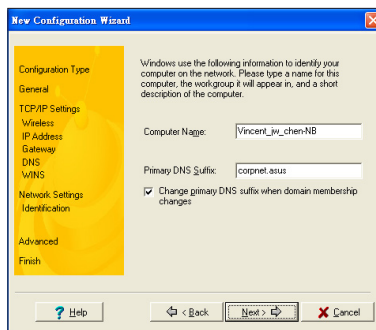 New Configuration Wizard
Configuration Type
General
TCP/IP Settings
Wireless
IP Address
Gateway
DNS
WINS
Network Settings
Identification
Advanced
Finish
Windows use the following information to identify your
computer on the network. Please type a name for this
computer, the workgroup it will appear in, and a short
description of the computer.
Computer Name:
Vincent_jw_chen-NB
Primary DNS Suffix:
corpnet.asus
Change primary DNS suffix when domain membership
changes
Help
< Back
Next >
Cancel